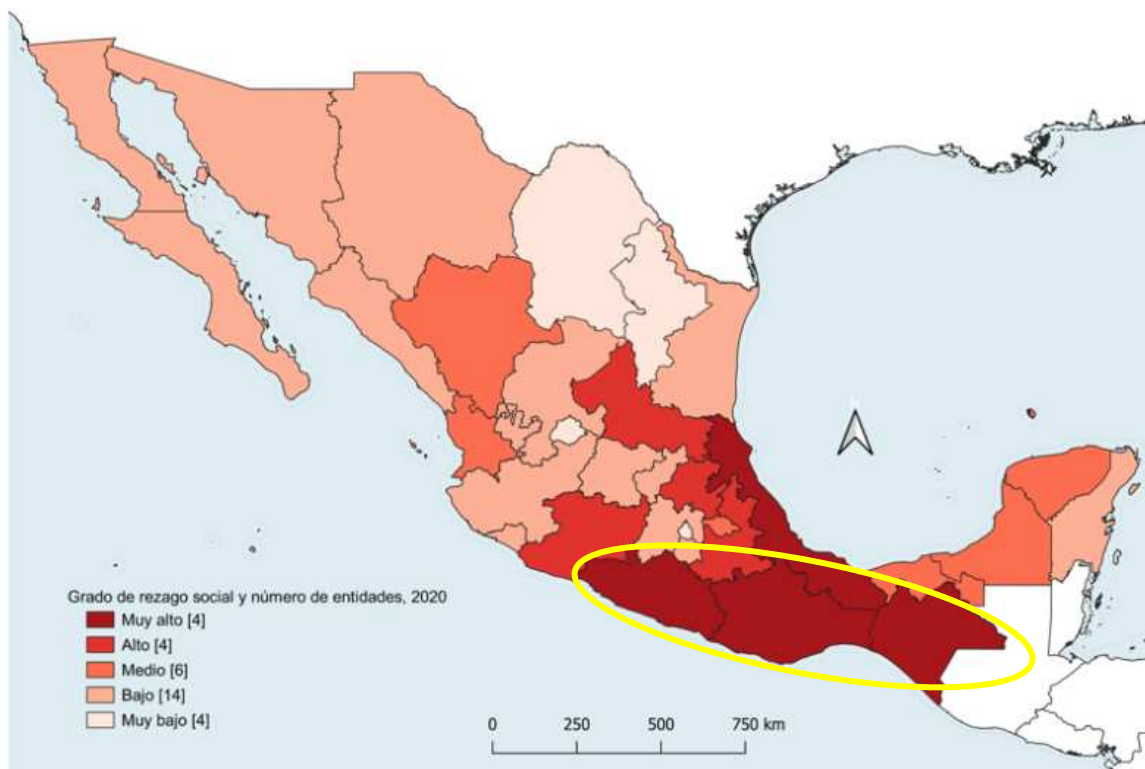 Grado de rezago social y número de entidades, 2020
Muy alto [4]
Alto [4]
Medio [6]
Bajo [14]
Muy bajo [4]
0 250 500 750 km